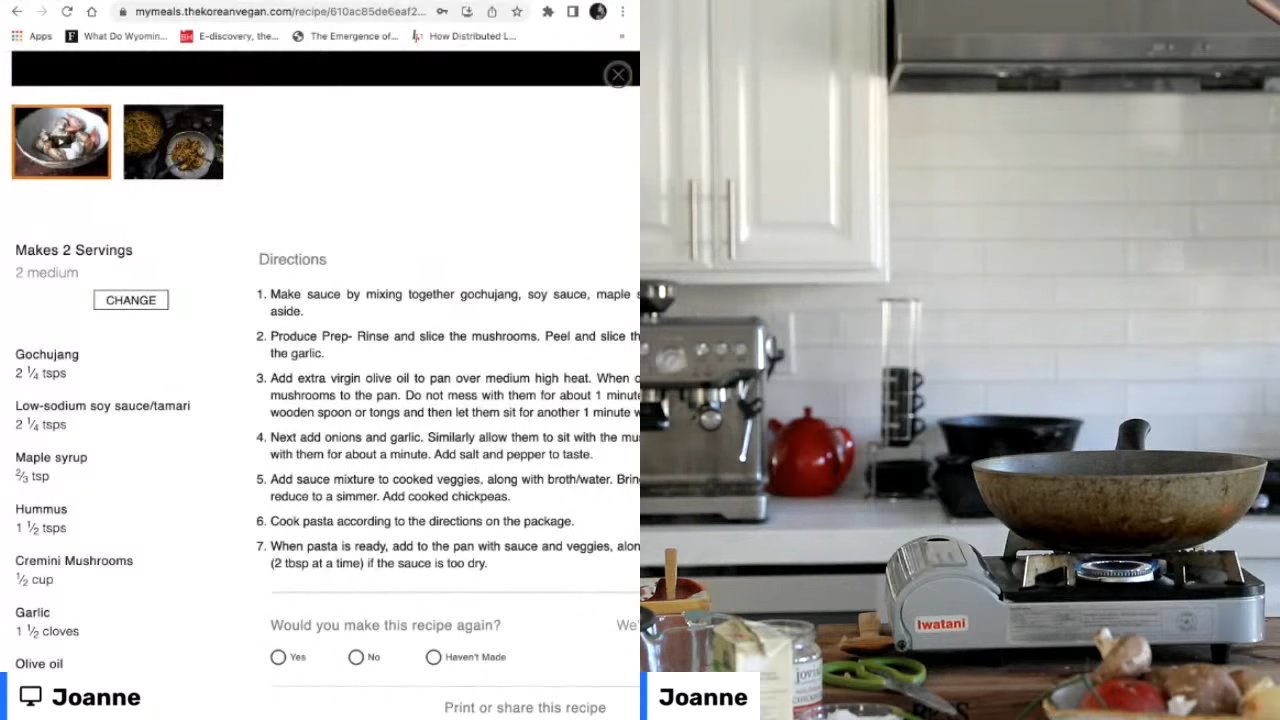 mymeals.thekoreanvegan.com/recipe/610ac85de6eaf2...
Apps
What Do Wyomin...
E-discovery, the...
The Emergence of...
How Distributed L...
»
Makes 2 Servings
2 medium
CHANGE
Gochujang
2 1/4 tsps
Low-sodium soy sauce/tamari
2 1/4 tsps
Maple syrup
2/3 tsp
Hummus
1 1/2 tsps
Cremini Mushrooms
1/2 cup
Garlic
1 1/2 cloves
Olive oil
Directions
1. Make sauce by mixing together gochujang, soy sauce, maple s
aside.
2. Produce Prep- Rinse and slice the mushrooms. Peel and slice th
the garlic.
3. Add extra virgin olive oil to pan over medium high heat. When o
mushrooms to the pan. Do not mess with them for about 1 minute
wooden spoon or tongs and then let them sit for another 1 minute w
4. Next add onions and garlic. Similarly allow them to sit with the mus
with them for about a minute. Add salt and pepper to taste.
5. Add sauce mixture to cooked veggies, along with broth/water. Bring
reduce to a simmer. Add cooked chickpeas.
6. Cook pasta according to the directions on the package.
7. When pasta is ready, add to the pan with sauce and veggies, alon
(2 tbsp at a time) if the sauce is too dry.
Would you make this recipe again?
We'
Yes
No
Haven't Made
Print or share this recipe
Joanne
Iwatani
Joanne